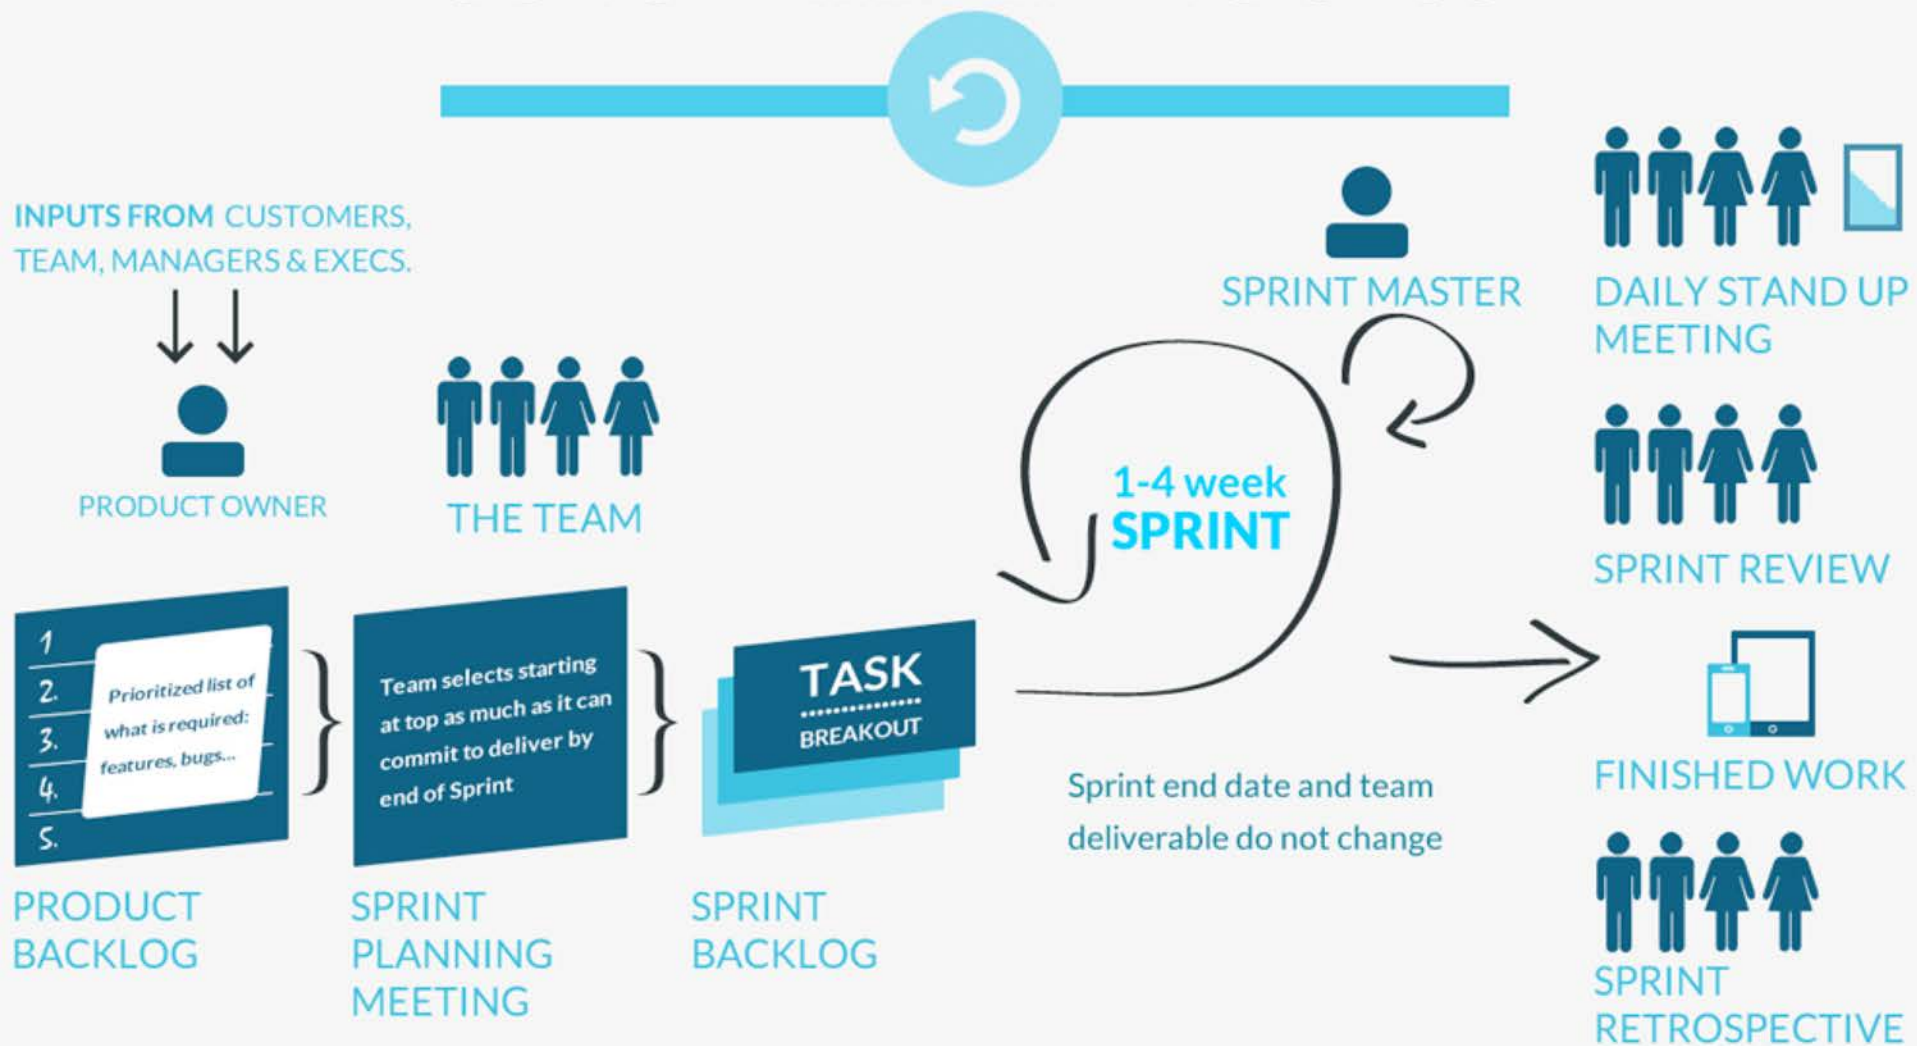 INPUTS FROM CUSTOMERS,
TEAM, MANAGERS & EXECS.
PRODUCT OWNER
THE TEAM
1
2.
3.
4.
5.
Prioritized list of
what is required:
features, bugs...
PRODUCT
BACKLOG
Team selects starting
at top as much as it can
commit to deliver by
end of Sprint
SPRINT
PLANNING
MEETING
TASK
BREAKOUT
SPRINT
BACKLOG
1-4 week
SPRINT
Sprint end date and team
deliverable do not change
SPRINT MASTER
DAILY STAND UP
MEETING
SPRINT REVIEW
FINISHED WORK
SPRINT
RETROSPECTIVE